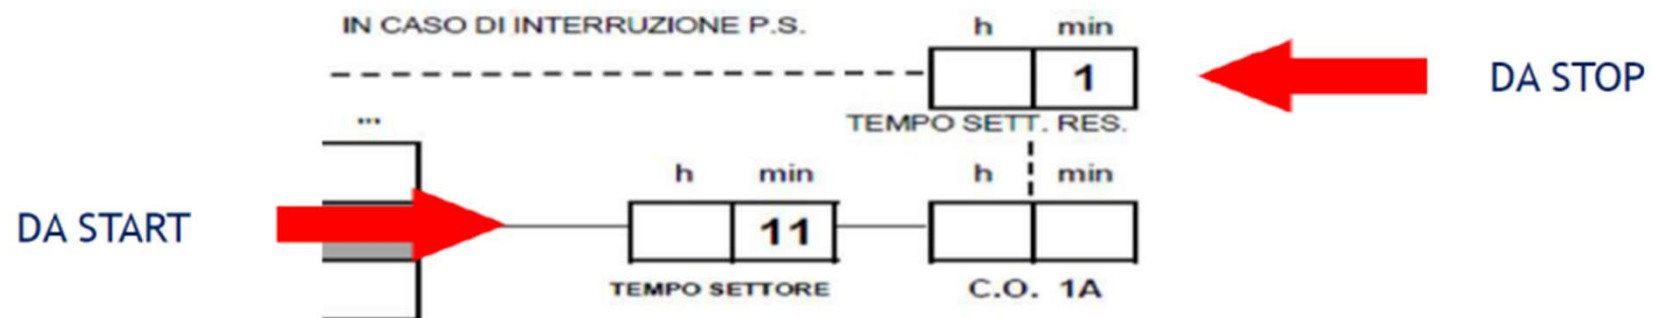 IN CASO DI INTERRUZIONE P.S.
h min
1
DA STOP
...
TEMPO SETT. RES.
h min
h min
DA START
11
TEMPO SETTORE
C.O. 1A